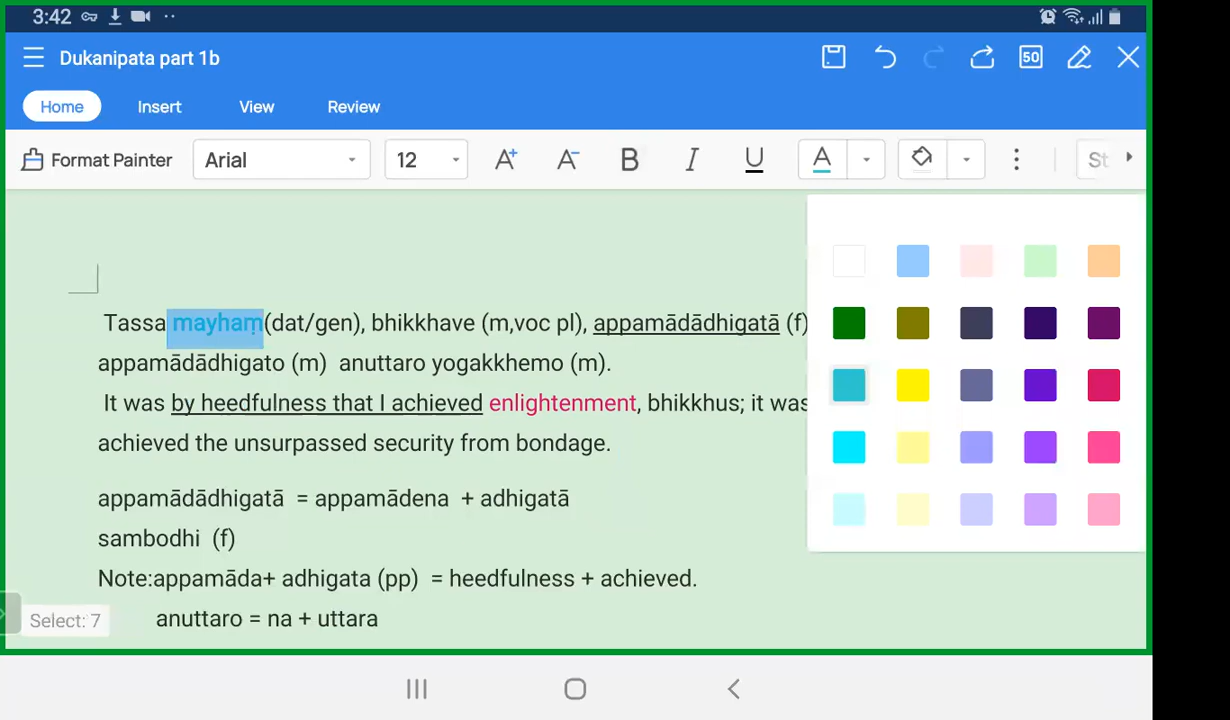 3:42
Dukanipata part 1b
50
Home Insert View Review
Format Painter Arial 12 A+ A- B I U A St
Tassa mayhaṃ(dat/gen), bhikkhave (m,voc pl), appamādādhigatā (f)
appamādādhigato (m) anuttaro yogakkhemo (m).
It was by heedfulness that I achieved enlightenment, bhikkhus; it was
achieved the unsurpassed security from bondage.
appamādādhigatā = appamādena + adhigatā
sambodhi (f)
Note:appamāda+ adhigata (pp) = heedfulness + achieved.
Select: 7
anuttaro = na + uttara